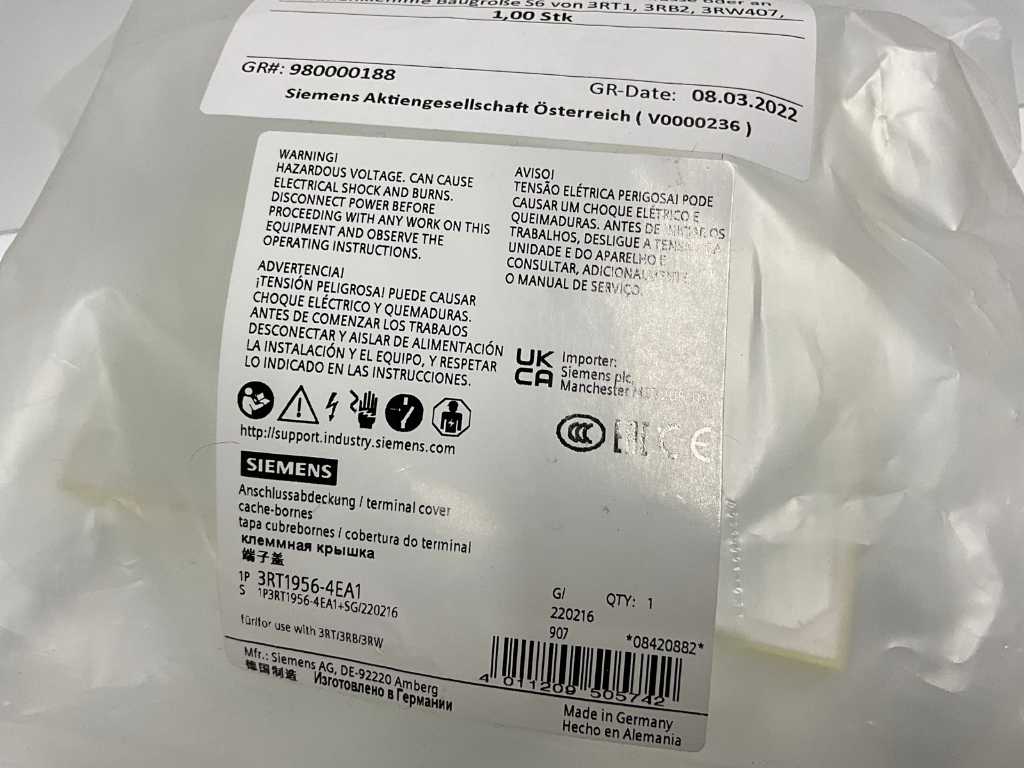 Baugröße S6 von 3RT1, 3RB2, 3RW407,
1,00 Stk
GR#: 980000188
GR-Date: 08.03.2022
Siemens Aktiengesellschaft Österreich ( V0000236 )
WARNING!
HAZARDOUS VOLTAGE. CAN CAUSE
ELECTRICAL SHOCK AND BURNS.
DISCONNECT POWER BEFORE
PROCEEDING WITH ANY WORK ON THIS
EQUIPMENT AND OBSERVE THE
OPERATING INSTRUCTIONS.
ADVERTENCIA!
¡TENSIÓN PELIGROSA! PUEDE CAUSAR
CHOQUE ELÉCTRICO Y QUEMADURAS.
ANTES DE COMENZAR LOS TRABAJOS
DESCONECTAR Y AISLAR DE ALIMENTACIÓN
LA INSTALACIÓN Y EL EQUIPO, Y RESPETAR
LO INDICADO EN LAS INSTRUCCIONES.
AVISO!
TENSÃO ELÉTRICA PERIGOSA! PODE
CAUSAR UM CHOQUE ELÉTRICO E
QUEIMADURAS. ANTES DE INICIAR OS
TRABALHOS, DESLIGUE A TENSÃO DA
UNIDADE E DO APARELHO E
CONSULTAR, ADICIONALMENTE,
O MANUAL DE SERVIÇO.
UK
CA
Importer:
Siemens plc,
Manchester
CCC EAC CE
http://support.industry.siemens.com
SIEMENS
Anschlussabdeckung / terminal cover
cache-bornes
tapa cubrebornes / cobertura do terminal
клеммная крышка
端子盖
1P 3RT1956-4EA1
S 1P3RT1956-4EA1+SG/220216
für/for use with 3RT/3RB/3RW
G/
220216
907
QTY: 1
*08420882*
4 011209 505742
Mfr.: Siemens AG, DE-92220 Amberg
德国制造 Изготовлено в Германии
Made in Germany
Hecho en Alemania